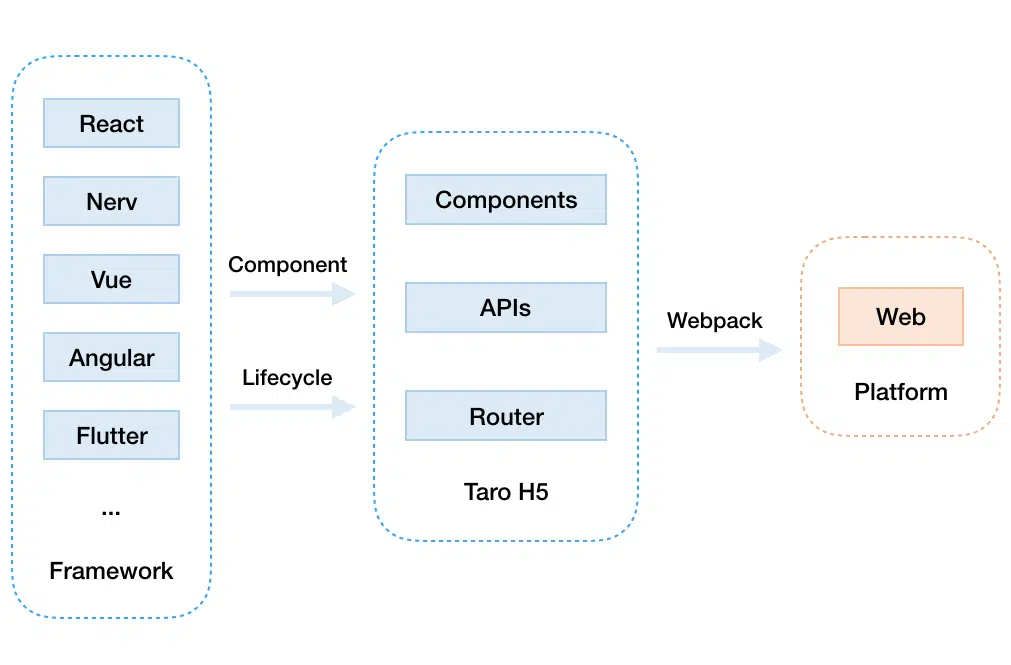 React
Nerv
Vue
Angular
Flutter
...
Framework
Component
Lifecycle
Components
APIs
Router
Taro H5
Webpack
Web
Platform